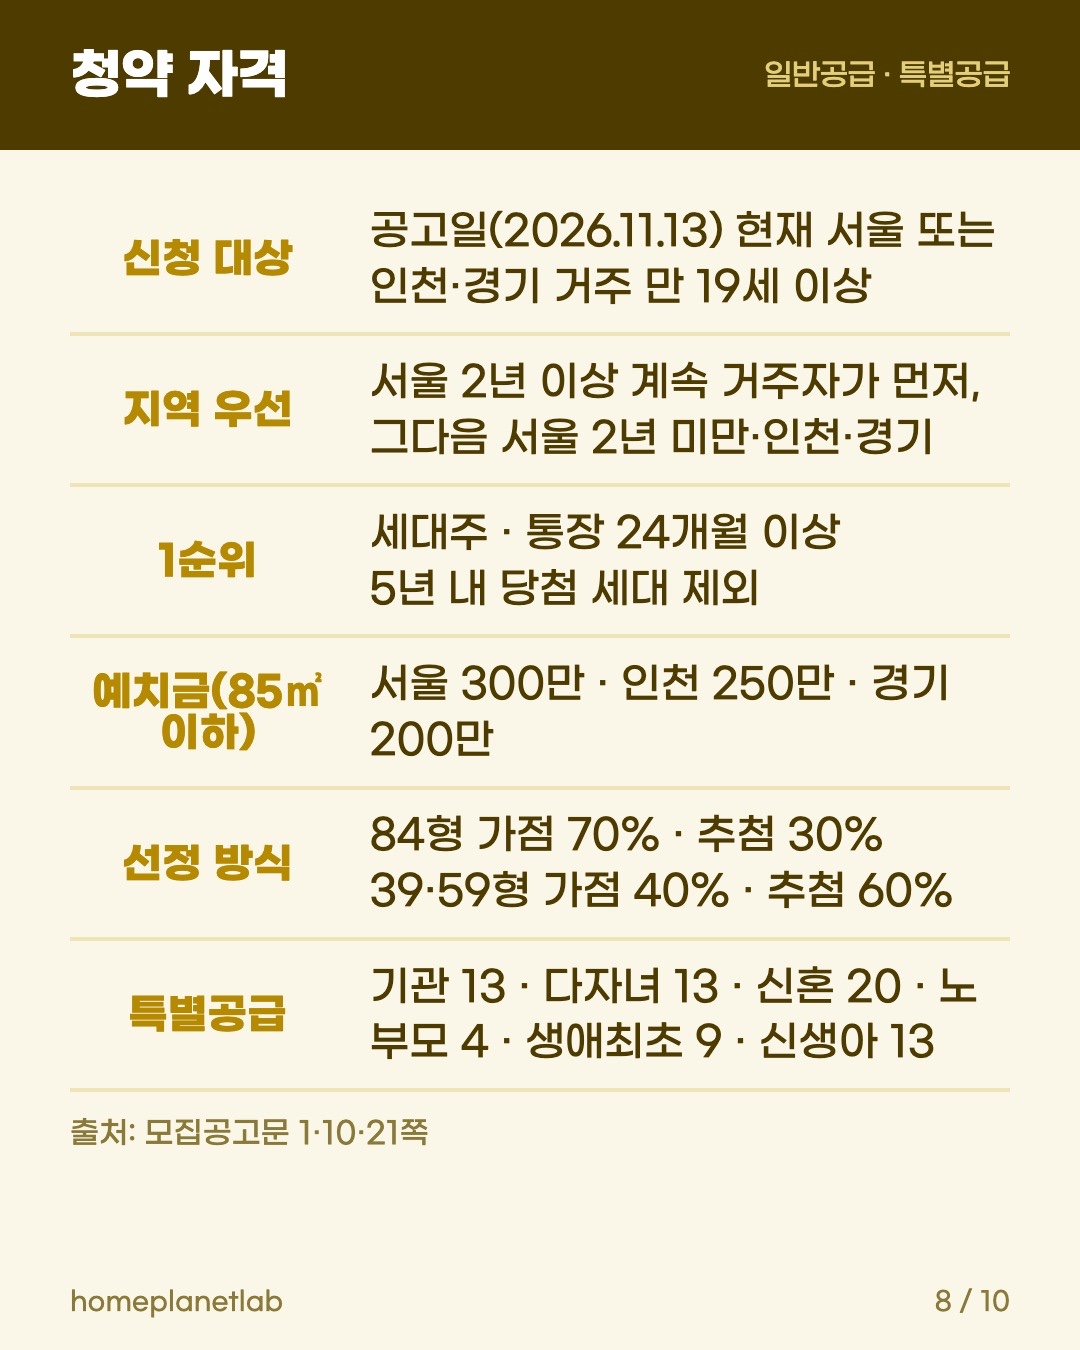 청약 자격
일반공급 · 특별공급
신청 대상
공고일(2026.11.13) 현재 서울 또는
인천·경기 거주 만 19세 이상
지역 우선
서울 2년 이상 계속 거주자가 먼저,
그다음 서울 2년 미만·인천·경기
1순위
세대주 · 통장 24개월 이상
5년 내 당첨 세대 제외
예치금(85㎡
이하)
서울 300만 · 인천 250만 · 경기
200만
선정 방식
84형 가점 70% · 추첨 30%
39·59형 가점 40% · 추첨 60%
특별공급
기관 13 · 다자녀 13 · 신혼 20 · 노
부모 4 · 생애최초 9 · 신생아 13
출처: 모집공고문 1·10·21쪽
homeplanetlab
8 / 10